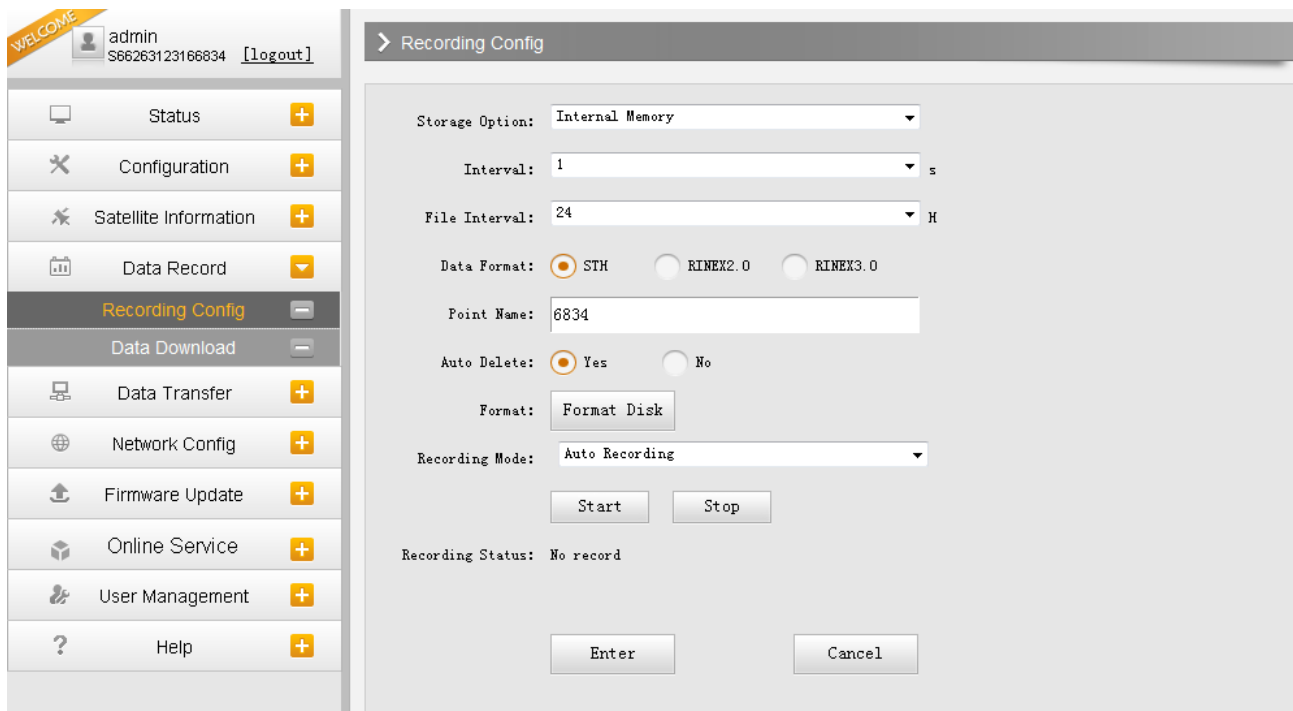 WELCOME
admin
S66263123166834 [logout]
Status
Configuration
Satellite Information
Data Record
Recording Config
Data Download
Data Transfer
Network Config
Firmware Update
Online Service
User Management
Help
Recording Config
Storage Option: Internal Memory
Interval: 1 s
File Interval: 24 H
Data Format: STH RINEX2.0 RINEX3.0
Point Name: 6834
Auto Delete: Yes No
Format: Format Disk
Recording Mode: Auto Recording
Start Stop
Recording Status: No record
Enter Cancel